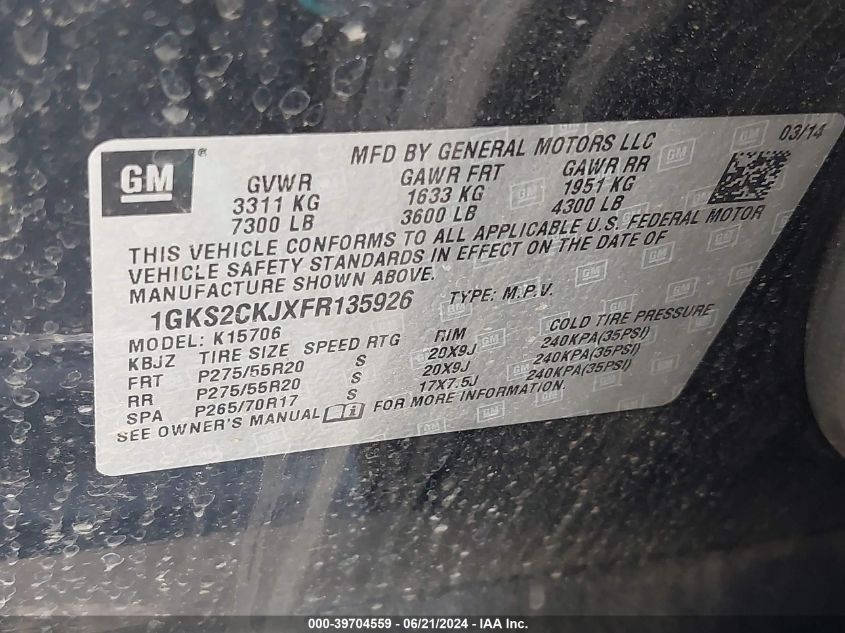 GM®
MFD BY GENERAL MOTORS LLC 03/14
GVWR GAWR FRT GAWR RR
3311 KG 1633 KG 1951 KG
7300 LB 3600 LB 4300 LB
THIS VEHICLE CONFORMS TO ALL APPLICABLE U.S. FEDERAL MOTOR
VEHICLE SAFETY STANDARDS IN EFFECT ON THE DATE OF
MANUFACTURE SHOWN ABOVE.
1GKS2CKJXFR135926 TYPE: M.P.V.
MODEL: K15706
KBJZ TIRE SIZE SPEED RTG RIM COLD TIRE PRESSURE
FRT P275/55R20 S 20X9J 240KPA(35PSI)
RR P275/55R20 S 20X9J 240KPA(35PSI)
SPA P265/70R17 S 17X7.5J 240KPA(35PSI)
SEE OWNER'S MANUAL FOR MORE INFORMATION.
000-39704559 - 06/21/2024 - IAA Inc.